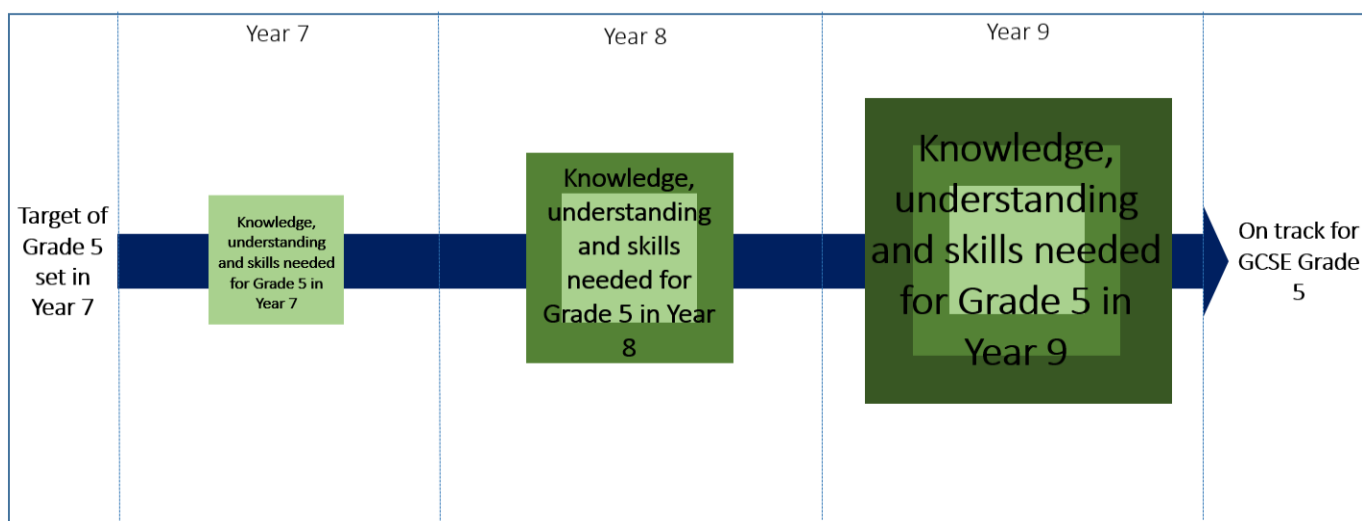 Year 7
Year 8
Year 9
Target of
Grade 5
set in
Year 7
Knowledge,
understanding
and skills needed
for Grade 5 in
Year 7
Knowledge,
understanding
and skills
needed for
Grade 5 in Year
8
Knowledge,
understanding
and skills needed
for Grade 5 in
Year 9
On track for
GCSE Grade
5